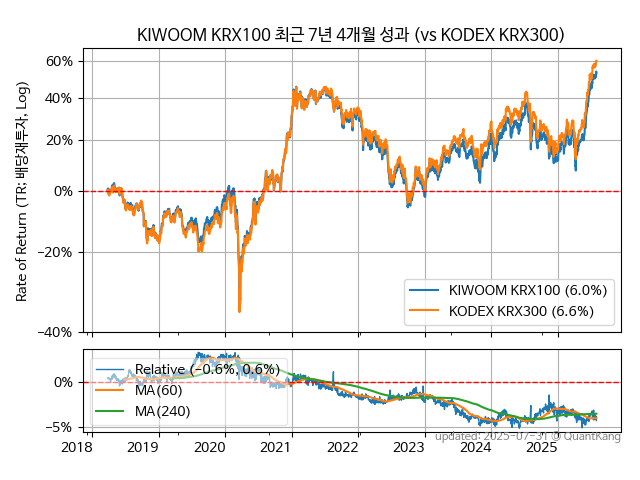 KIWOOM KRX100 최근 7년 4개월 성과 (vs KODEX KRX300)
Rate of Return (TR: 배당재투자, Log)
60%
40%
20%
0%
−20%
−40%
KIWOOM KRX100 (6.0%)
KODEX KRX300 (6.6%)
0%
−5%
Relative (−0.6%, 0.6%)
MA(60)
MA(240)
2018 2019 2020 2021 2022 2023 2024 2025
updated: 2025-07-31 © QuantKang